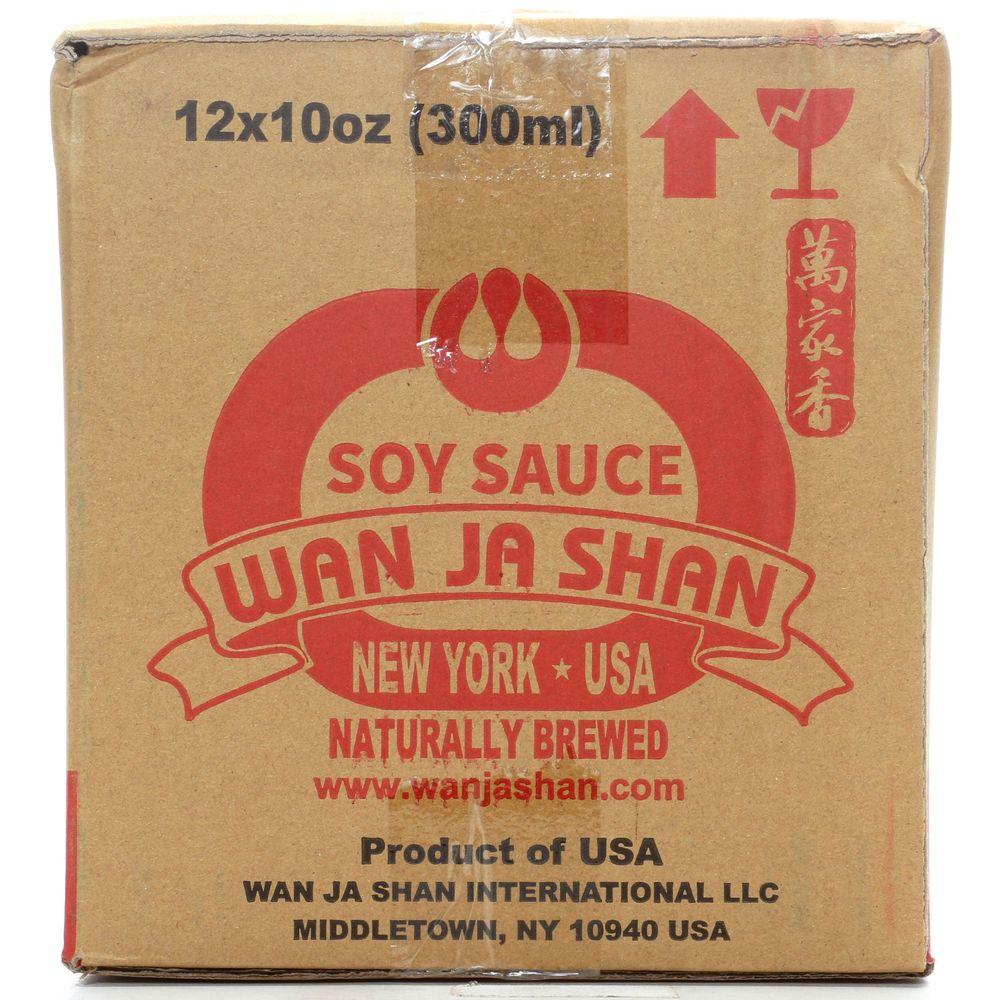 12x10oz (300ml)
萬家香
SOY SAUCE
WAN JA SHAN
NEW YORK ★ USA
NATURALLY BREWED
www.wanjashan.com
Product of USA
WAN JA SHAN INTERNATIONAL LLC
MIDDLETOWN, NY 10940 USA